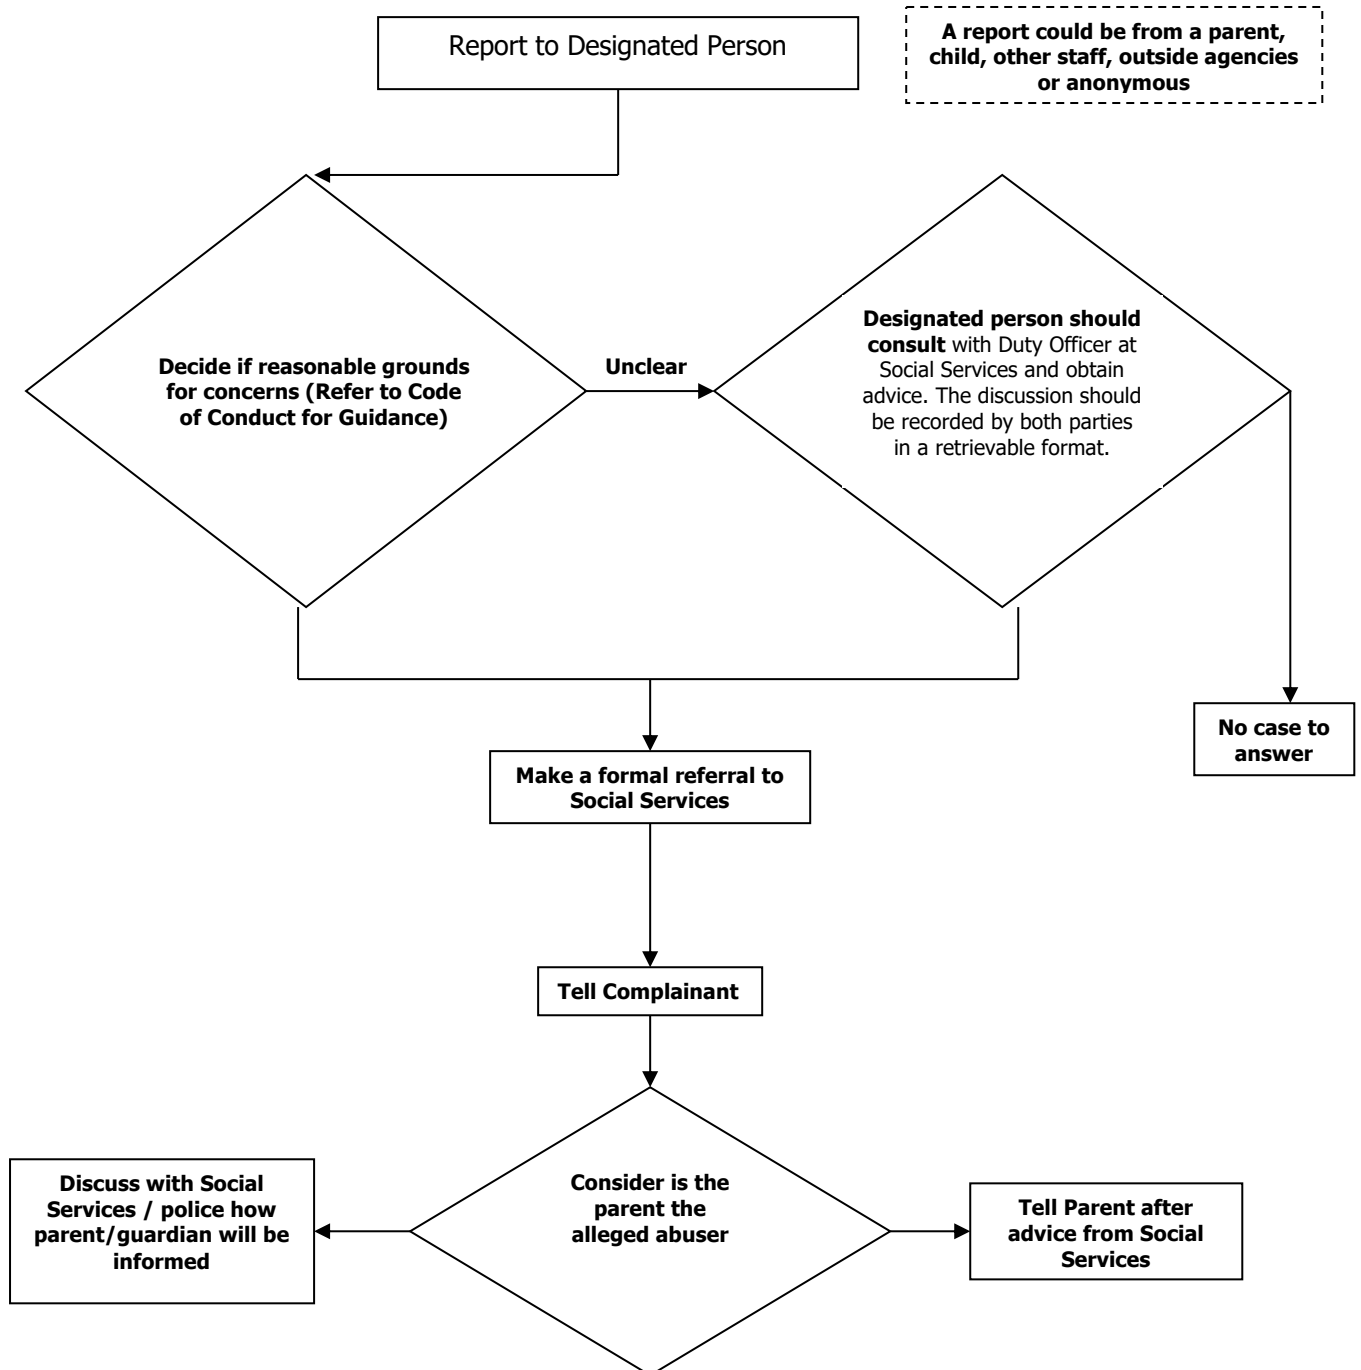 Report to Designated Person
A report could be from a parent,
child, other staff, outside agencies
or anonymous
Decide if reasonable grounds
for concerns (Refer to Code
of Conduct for Guidance)
Unclear
Designated person should
consult with Duty Officer at
Social Services and obtain
advice. The discussion should
be recorded by both parties
in a retrievable format.
No case to
answer
Make a formal referral to
Social Services
Tell Complainant
Discuss with Social
Services / police how
parent/guardian will be
informed
Consider is the
parent the
alleged abuser
Tell Parent after
advice from Social
Services